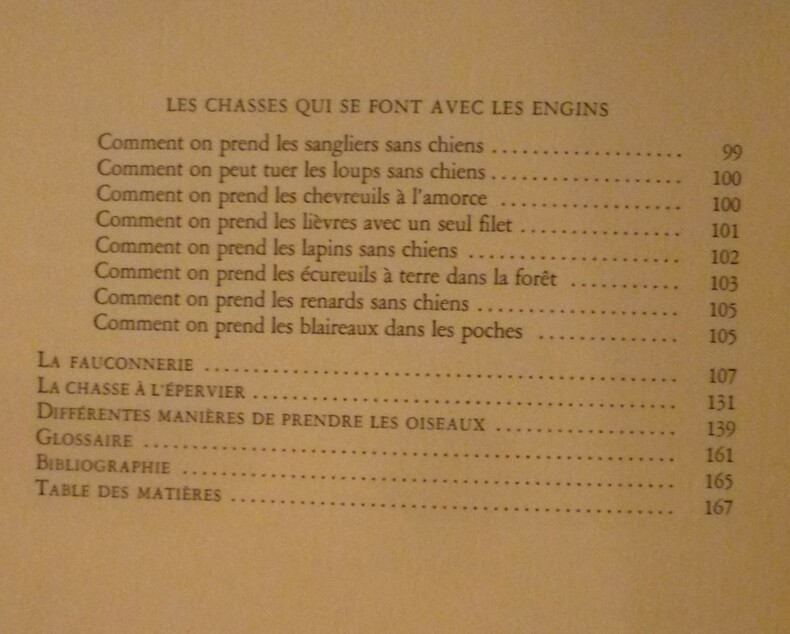 LES CHASSES QUI SE FONT AVEC LES ENGINS
Comment on prend les sangliers sans chiens .................. 99
Comment on peut tuer les loups sans chiens .................. 100
Comment on prend les chevreuils à l'amorce ................. 100
Comment on prend les lièvres avec un seul filet ............... 101
Comment on prend les lapins sans chiens .................... 102
Comment on prend les écureuils à terre dans la forêt .......... 103
Comment on prend les renards sans chiens ................... 105
Comment on prend les blaireaux dans les poches ............. 105
LA FAUCONNERIE ............................................ 107
LA CHASSE À L'ÉPERVIER ....................................... 131
DIFFÉRENTES MANIÈRES DE PRENDRE LES OISEAUX ................. 139
GLOSSAIRE .................................................. 161
BIBLIOGRAPHIE .............................................. 165
TABLE DES MATIÈRES ......................................... 167